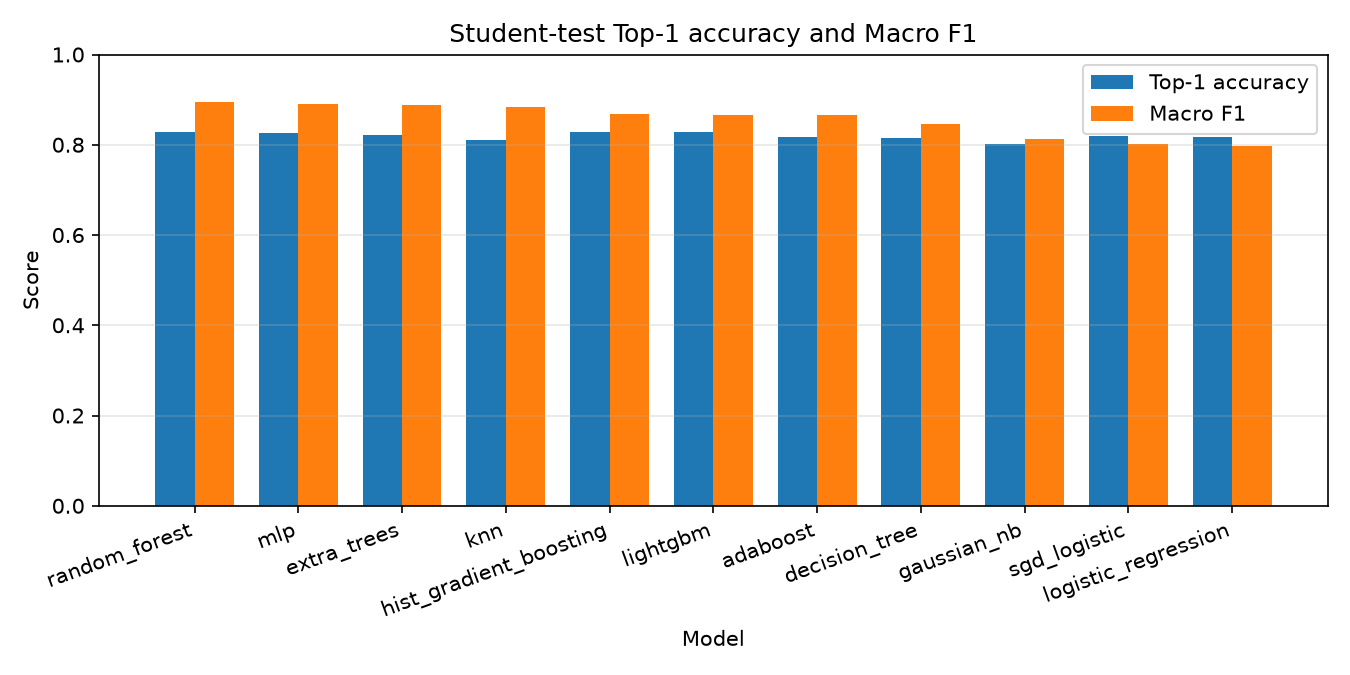 Student-test Top-1 accuracy and Macro F1
Top-1 accuracy
Macro F1
Score
1.0
0.8
0.6
0.4
0.2
0.0
random_forest
mlp
extra_trees
knn
hist_gradient_boosting
lightgbm
adaboost
decision_tree
gaussian_nb
sgd_logistic
logistic_regression
Model